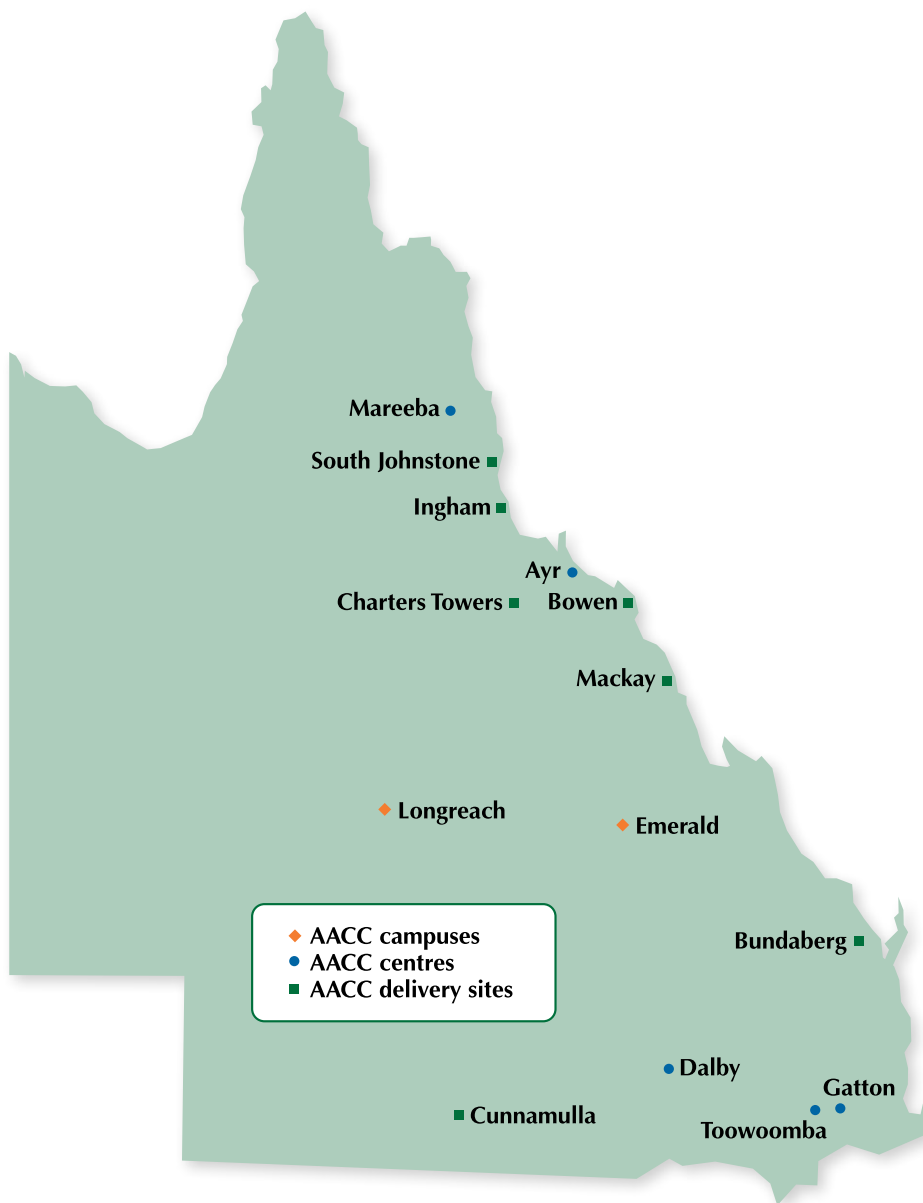 Mareeba
South Johnstone
Ingham
Ayr
Charters Towers
Bowen
Mackay
Longreach
Emerald
AACC campuses
AACC centres
AACC delivery sites
Bundaberg
Dalby
Gatton
Cunnamulla
Toowoomba